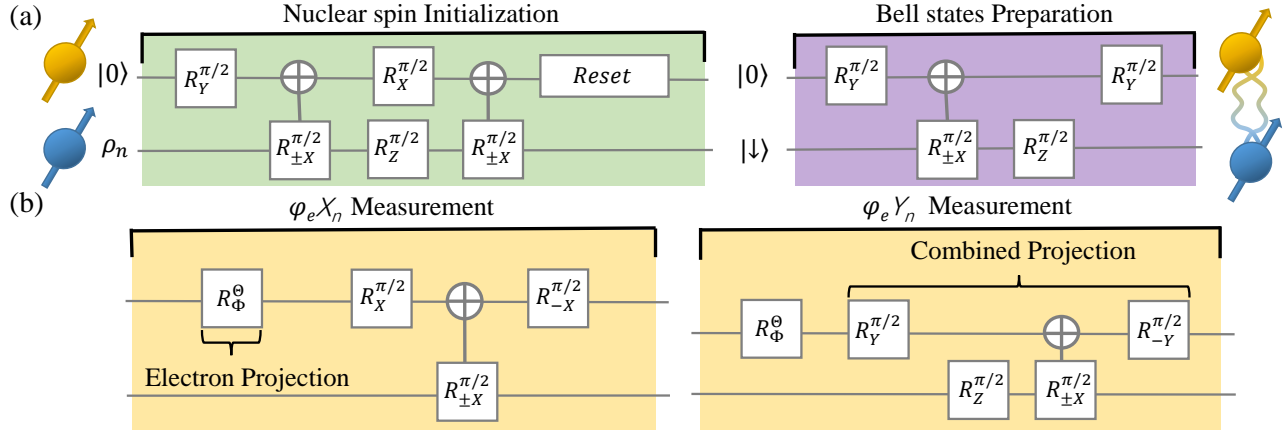 (a)
Nuclear spin Initialization
Bell states Preparation
|0⟩ R_Y^{π/2} R_X^{π/2} Reset
ρ_n R_{±X}^{π/2} R_Z^{π/2} R_{±X}^{π/2}
|0⟩ R_Y^{π/2} R_Y^{π/2}
|↓⟩ R_{±X}^{π/2} R_Z^{π/2}
(b)
φ_e X_n Measurement
R_Φ^Θ R_X^{π/2} R_{-X}^{π/2}
Electron Projection
R_{±X}^{π/2}
φ_e Y_n Measurement
Combined Projection
R_Φ^Θ R_Y^{π/2} R_{-Y}^{π/2}
R_Z^{π/2} R_{±X}^{π/2}